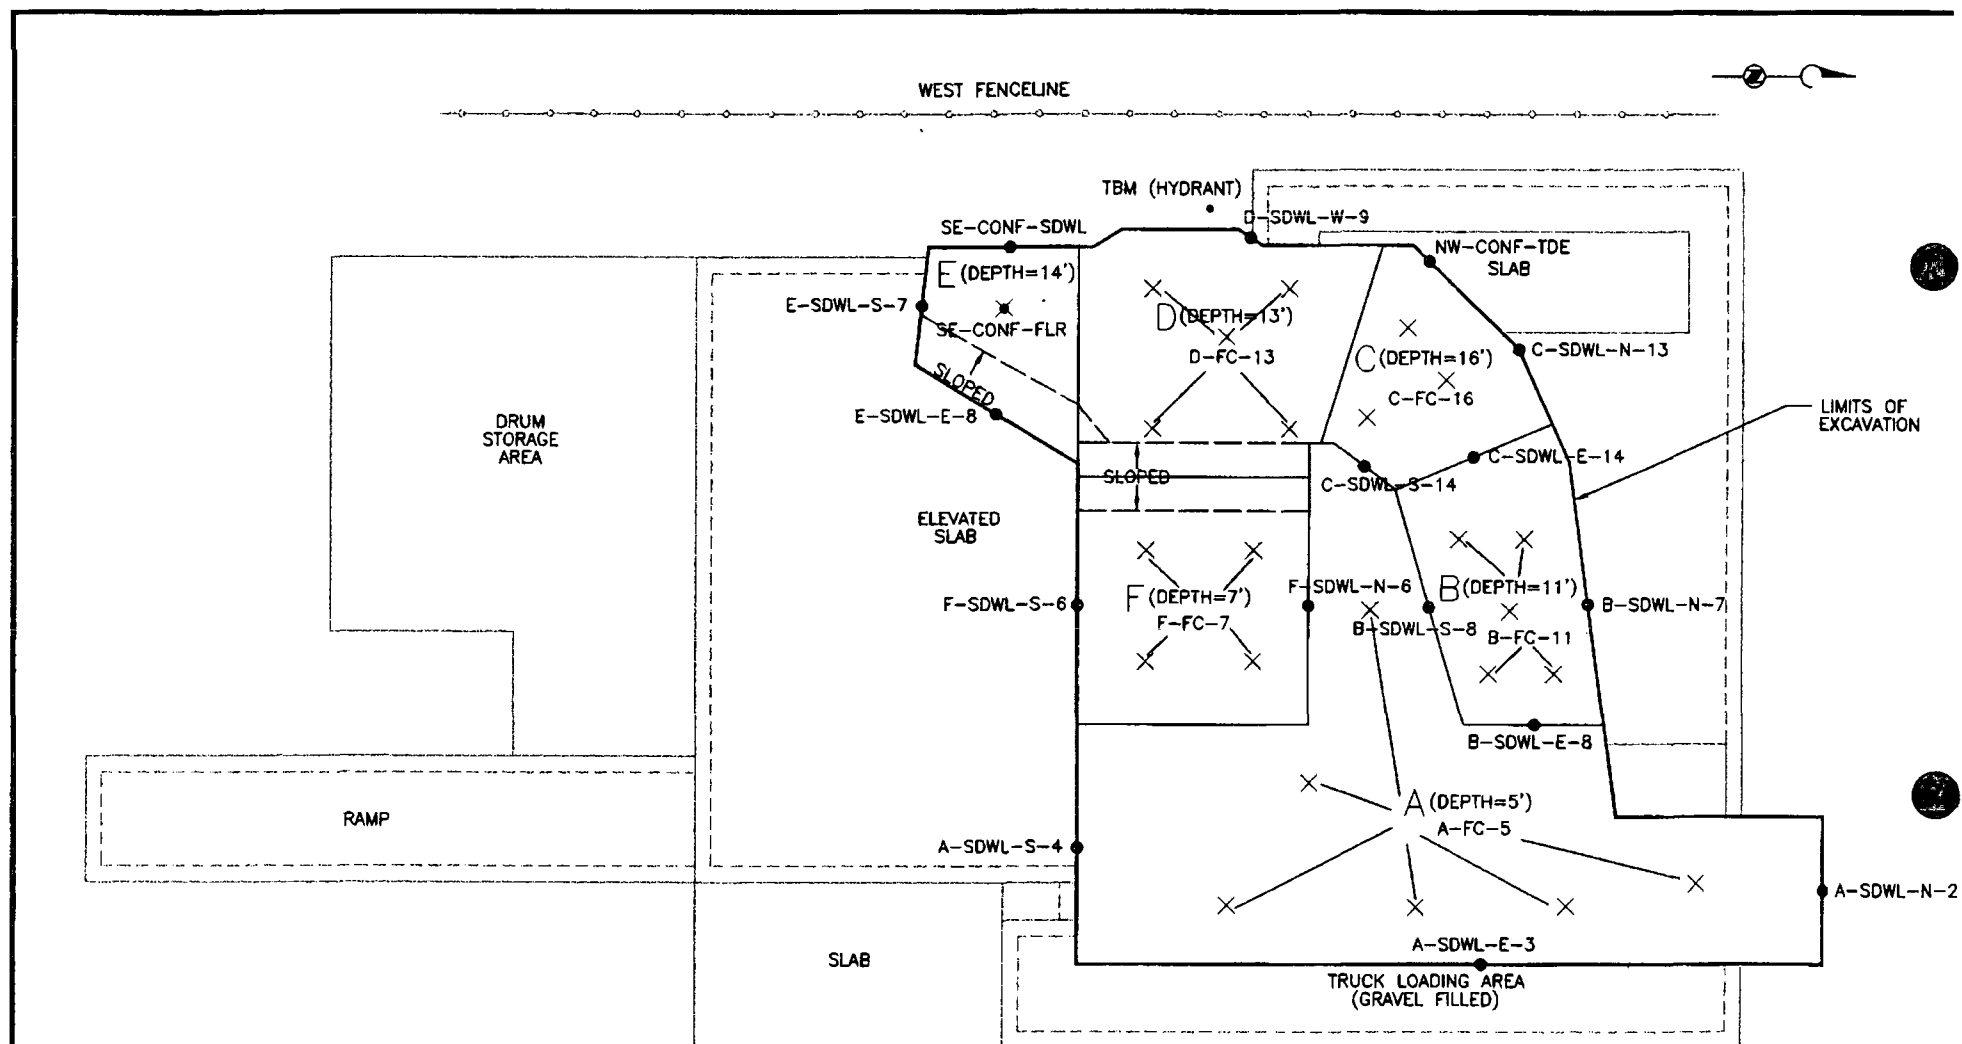 WEST FENCELINE
TBM (HYDRANT)
D-SDWL-W-9
SE-CONF-SDWL
NW-CONF-TDE
SLAB
E (DEPTH=14')
E-SDWL-S-7
SE-CONF-FLR
D (DEPTH=13')
D-FC-13
C-SDWL-N-13
C (DEPTH=16')
C-FC-16
SLOPED
E-SDWL-E-8
LIMITS OF
EXCAVATION
DRUM
STORAGE
AREA
C-SDWL-E-14
SLOPED
C-SDWL-S-14
ELEVATED
SLAB
F-SDWL-S-6
F (DEPTH=7')
F-FC-7
F-SDWL-N-6
B (DEPTH=11')
B-SDWL-N-7
B-SDWL-S-8
B-FC-11
B-SDWL-E-8
A (DEPTH=5')
A-FC-5
RAMP
A-SDWL-S-4
A-SDWL-N-2
A-SDWL-E-3
SLAB
TRUCK LOADING AREA
(GRAVEL FILLED)